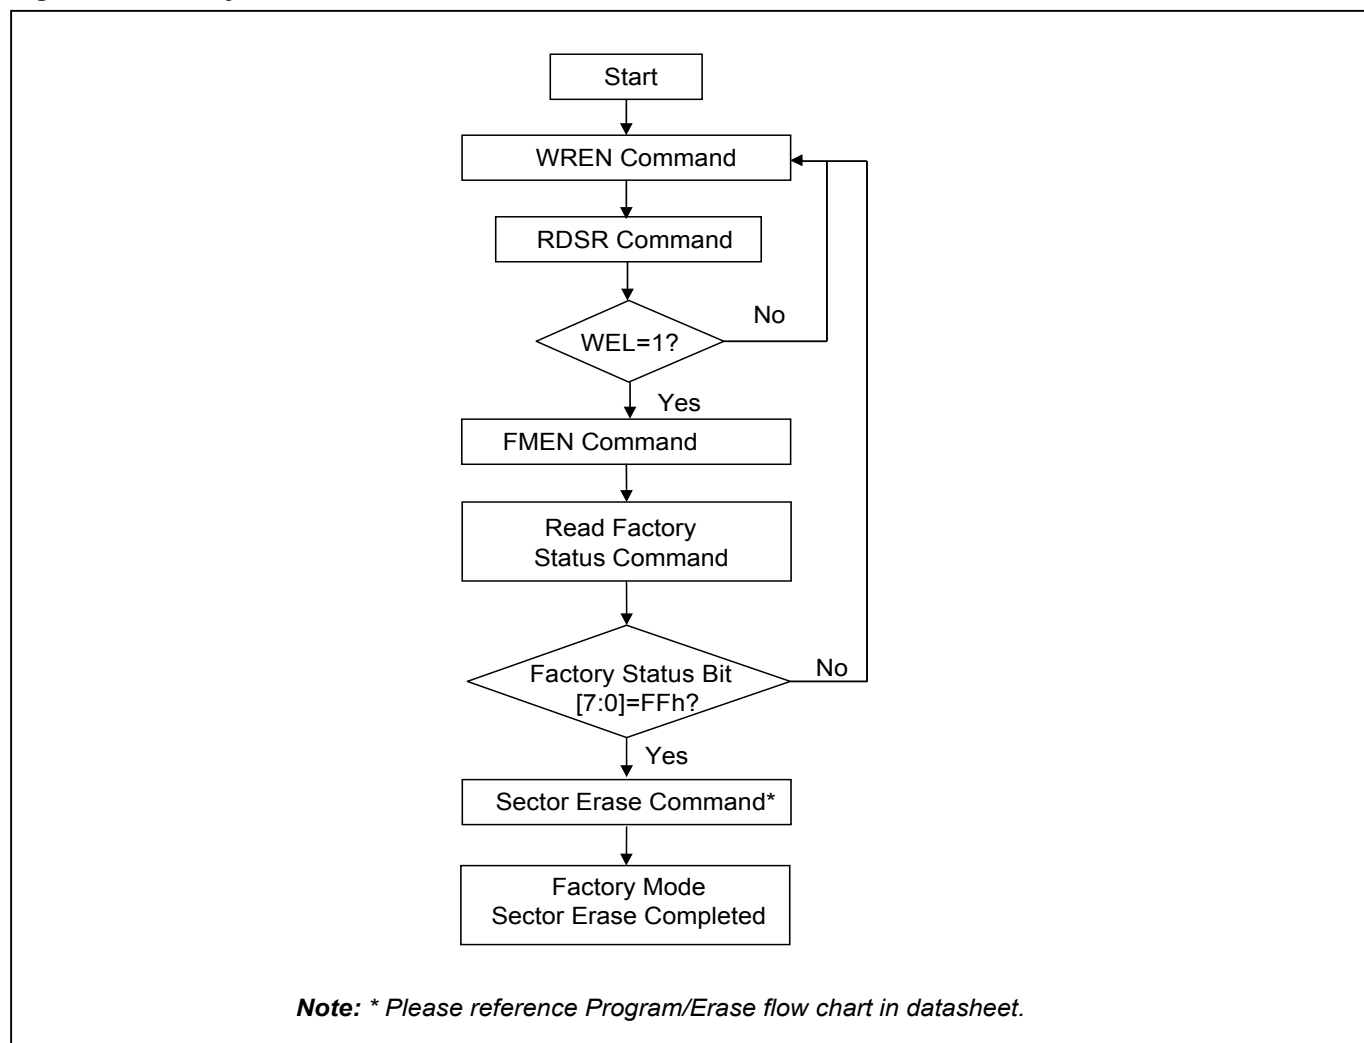 Start
WREN Command
RDSR Command
WEL=1?
No
Yes
FMEN Command
Read Factory
Status Command
Factory Status Bit
[7:0]=FFh?
No
Yes
Sector Erase Command*
Factory Mode
Sector Erase Completed
Note: * Please reference Program/Erase flow chart in datasheet.